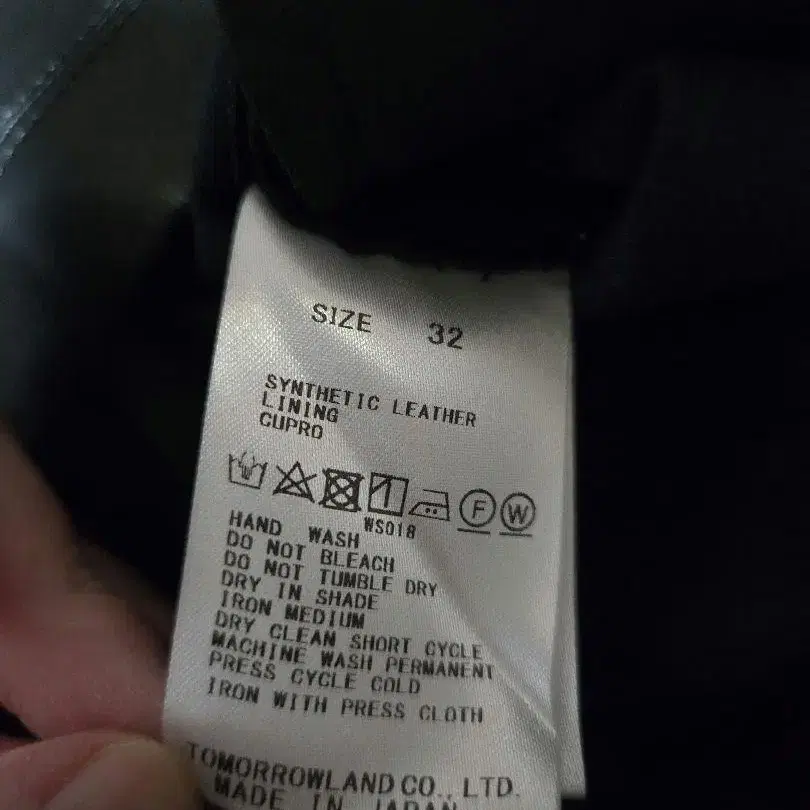 SIZE 32
SYNTHETIC LEATHER
LINING
CUPRO
F W
WS018
HAND WASH
DO NOT BLEACH
DO NOT TUMBLE DRY
DRY IN SHADE
IRON MEDIUM
DRY CLEAN SHORT CYCLE
MACHINE WASH PERMANENT
PRESS CYCLE COLD
IRON WITH PRESS CLOTH
TOMORROWLAND CO., LTD.
MADE IN JAPAN